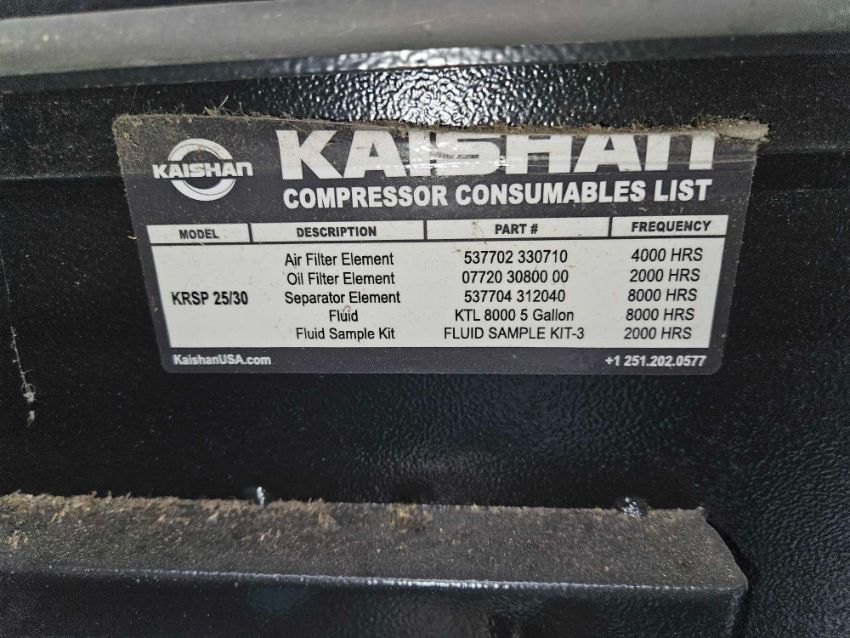 KAISHAN
KAISHAN
COMPRESSOR CONSUMABLES LIST
MODEL DESCRIPTION PART # FREQUENCY
Air Filter Element 537702 330710 4000 HRS
Oil Filter Element 07720 30800 00 2000 HRS
KRSP 25/30 Separator Element 537704 312040 8000 HRS
Fluid KTL 8000 5 Gallon 8000 HRS
Fluid Sample Kit FLUID SAMPLE KIT-3 2000 HRS
KaishanUSA.com +1 251.202.0577